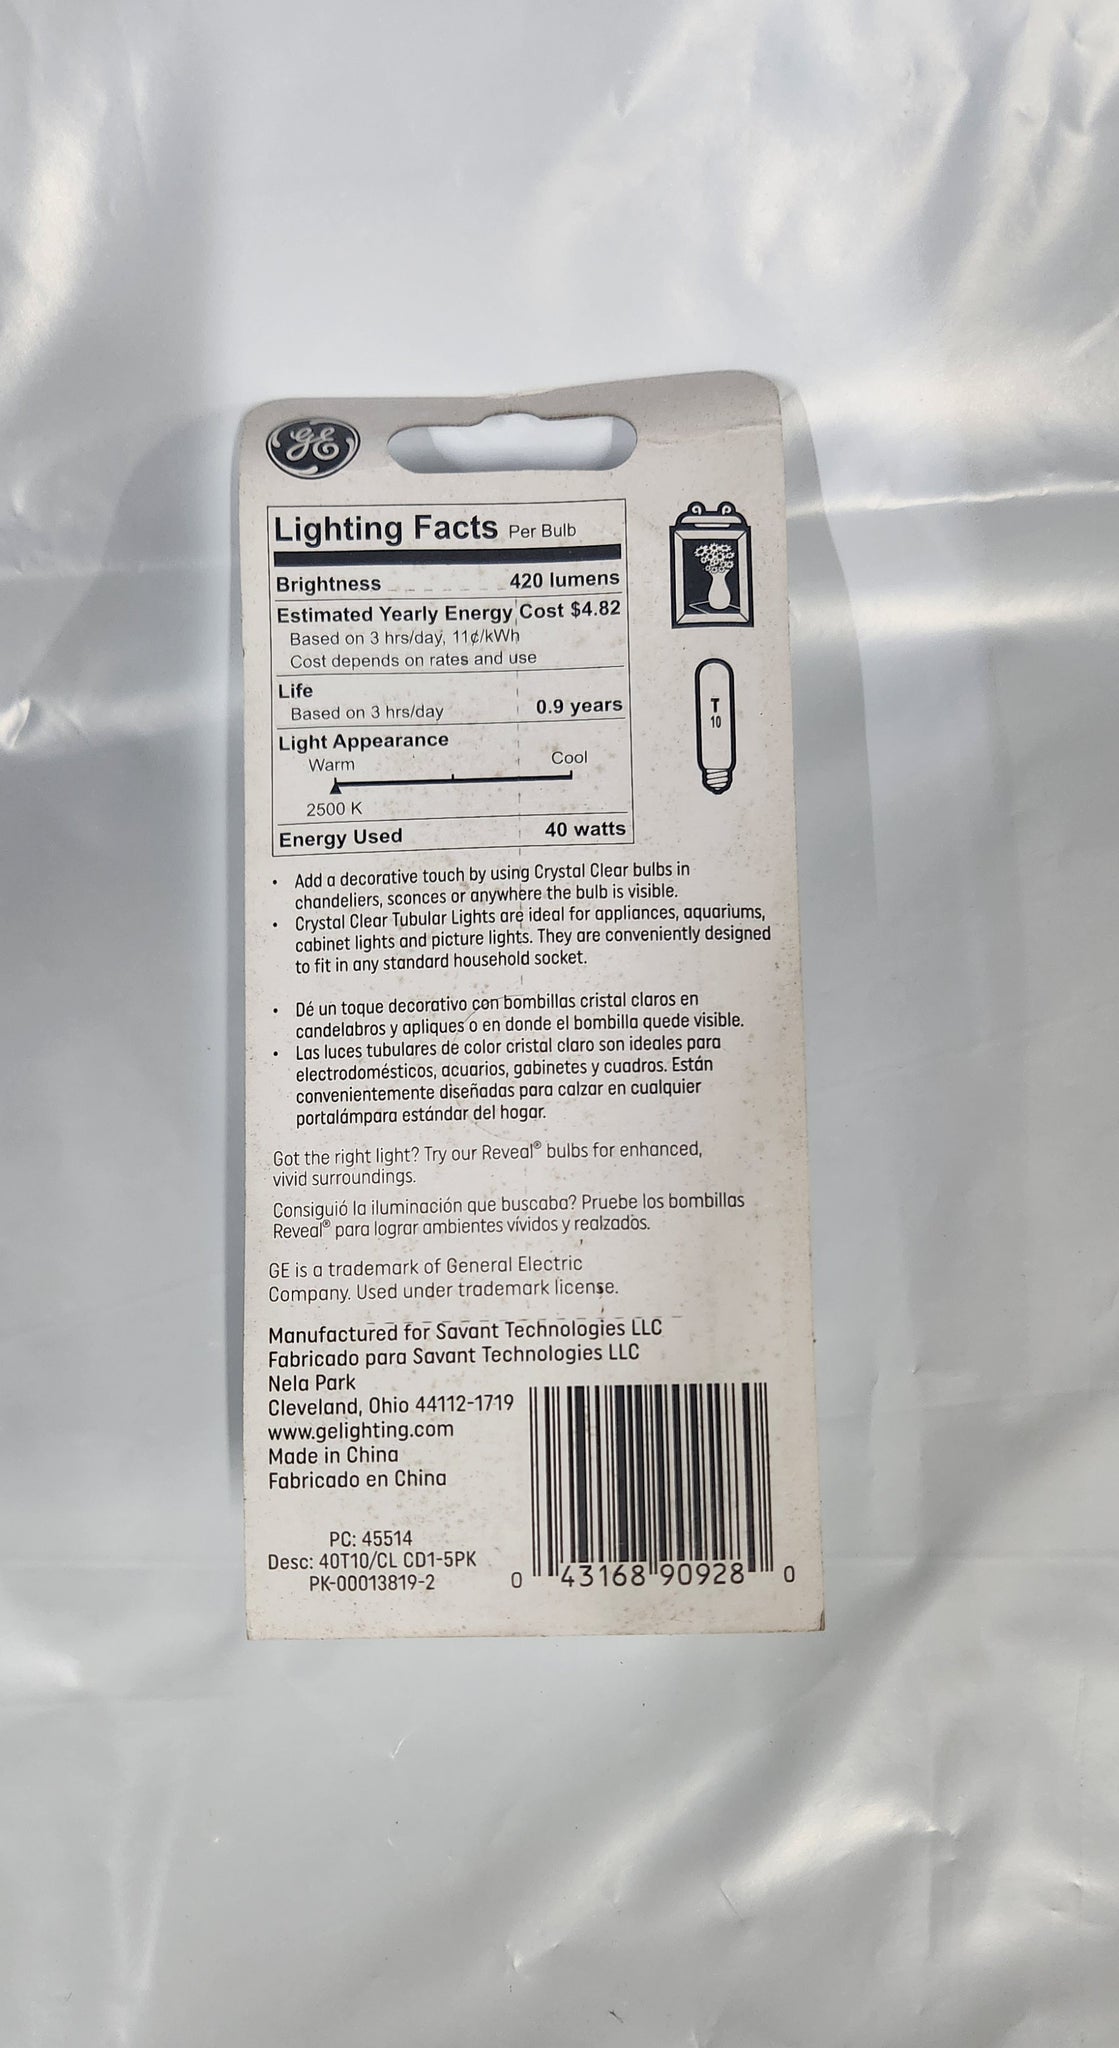 GE
Lighting Facts Per Bulb
Brightness 420 lumens
Estimated Yearly Energy Cost $4.82
Based on 3 hrs/day, 11¢/kWh
Cost depends on rates and use
Life
Based on 3 hrs/day 0.9 years
Light Appearance
Warm Cool
2500 K
Energy Used 40 watts
T
10
• Add a decorative touch by using Crystal Clear bulbs in
chandeliers, sconces or anywhere the bulb is visible.
• Crystal Clear Tubular Lights are ideal for appliances, aquariums,
cabinet lights and picture lights. They are conveniently designed
to fit in any standard household socket.
• Dé un toque decorativo con bombillas cristal claros en
candelabros y apliques o en donde el bombilla quede visible.
• Las luces tubulares de color cristal claro son ideales para
electrodomésticos, acuarios, gabinetes y cuadros. Están
convenientemente diseñadas para calzar en cualquier
portalámpara estándar del hogar.
Got the right light? Try our Reveal® bulbs for enhanced,
vivid surroundings.
Consiguió la iluminación que buscaba? Pruebe los bombillas
Reveal® para lograr ambientes vívidos y realzados.
GE is a trademark of General Electric
Company. Used under trademark license.
Manufactured for Savant Technologies LLC
Fabricado para Savant Technologies LLC
Nela Park
Cleveland, Ohio 44112-1719
www.gelighting.com
Made in China
Fabricado en China
PC: 45514
Desc: 40T10/CL CD1-5PK
PK-00013819-2
0 43168 90928 0